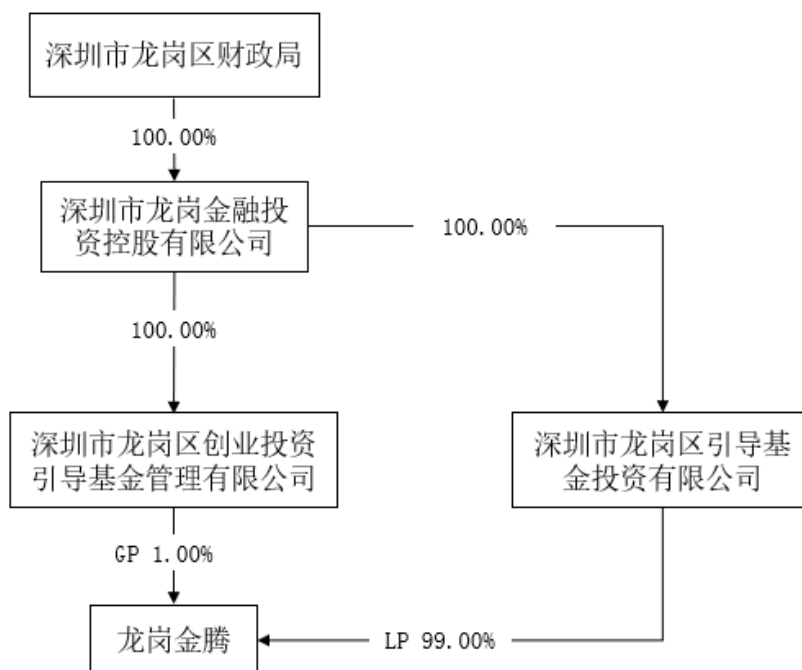 深圳市龙岗区财政局
100.00%
深圳市龙岗金融投
资控股有限公司
100.00%
100.00%
深圳市龙岗区创业投资
引导基金管理有限公司
深圳市龙岗区引导基
金投资有限公司
GP 1.00%
龙岗金腾
LP 99.00%